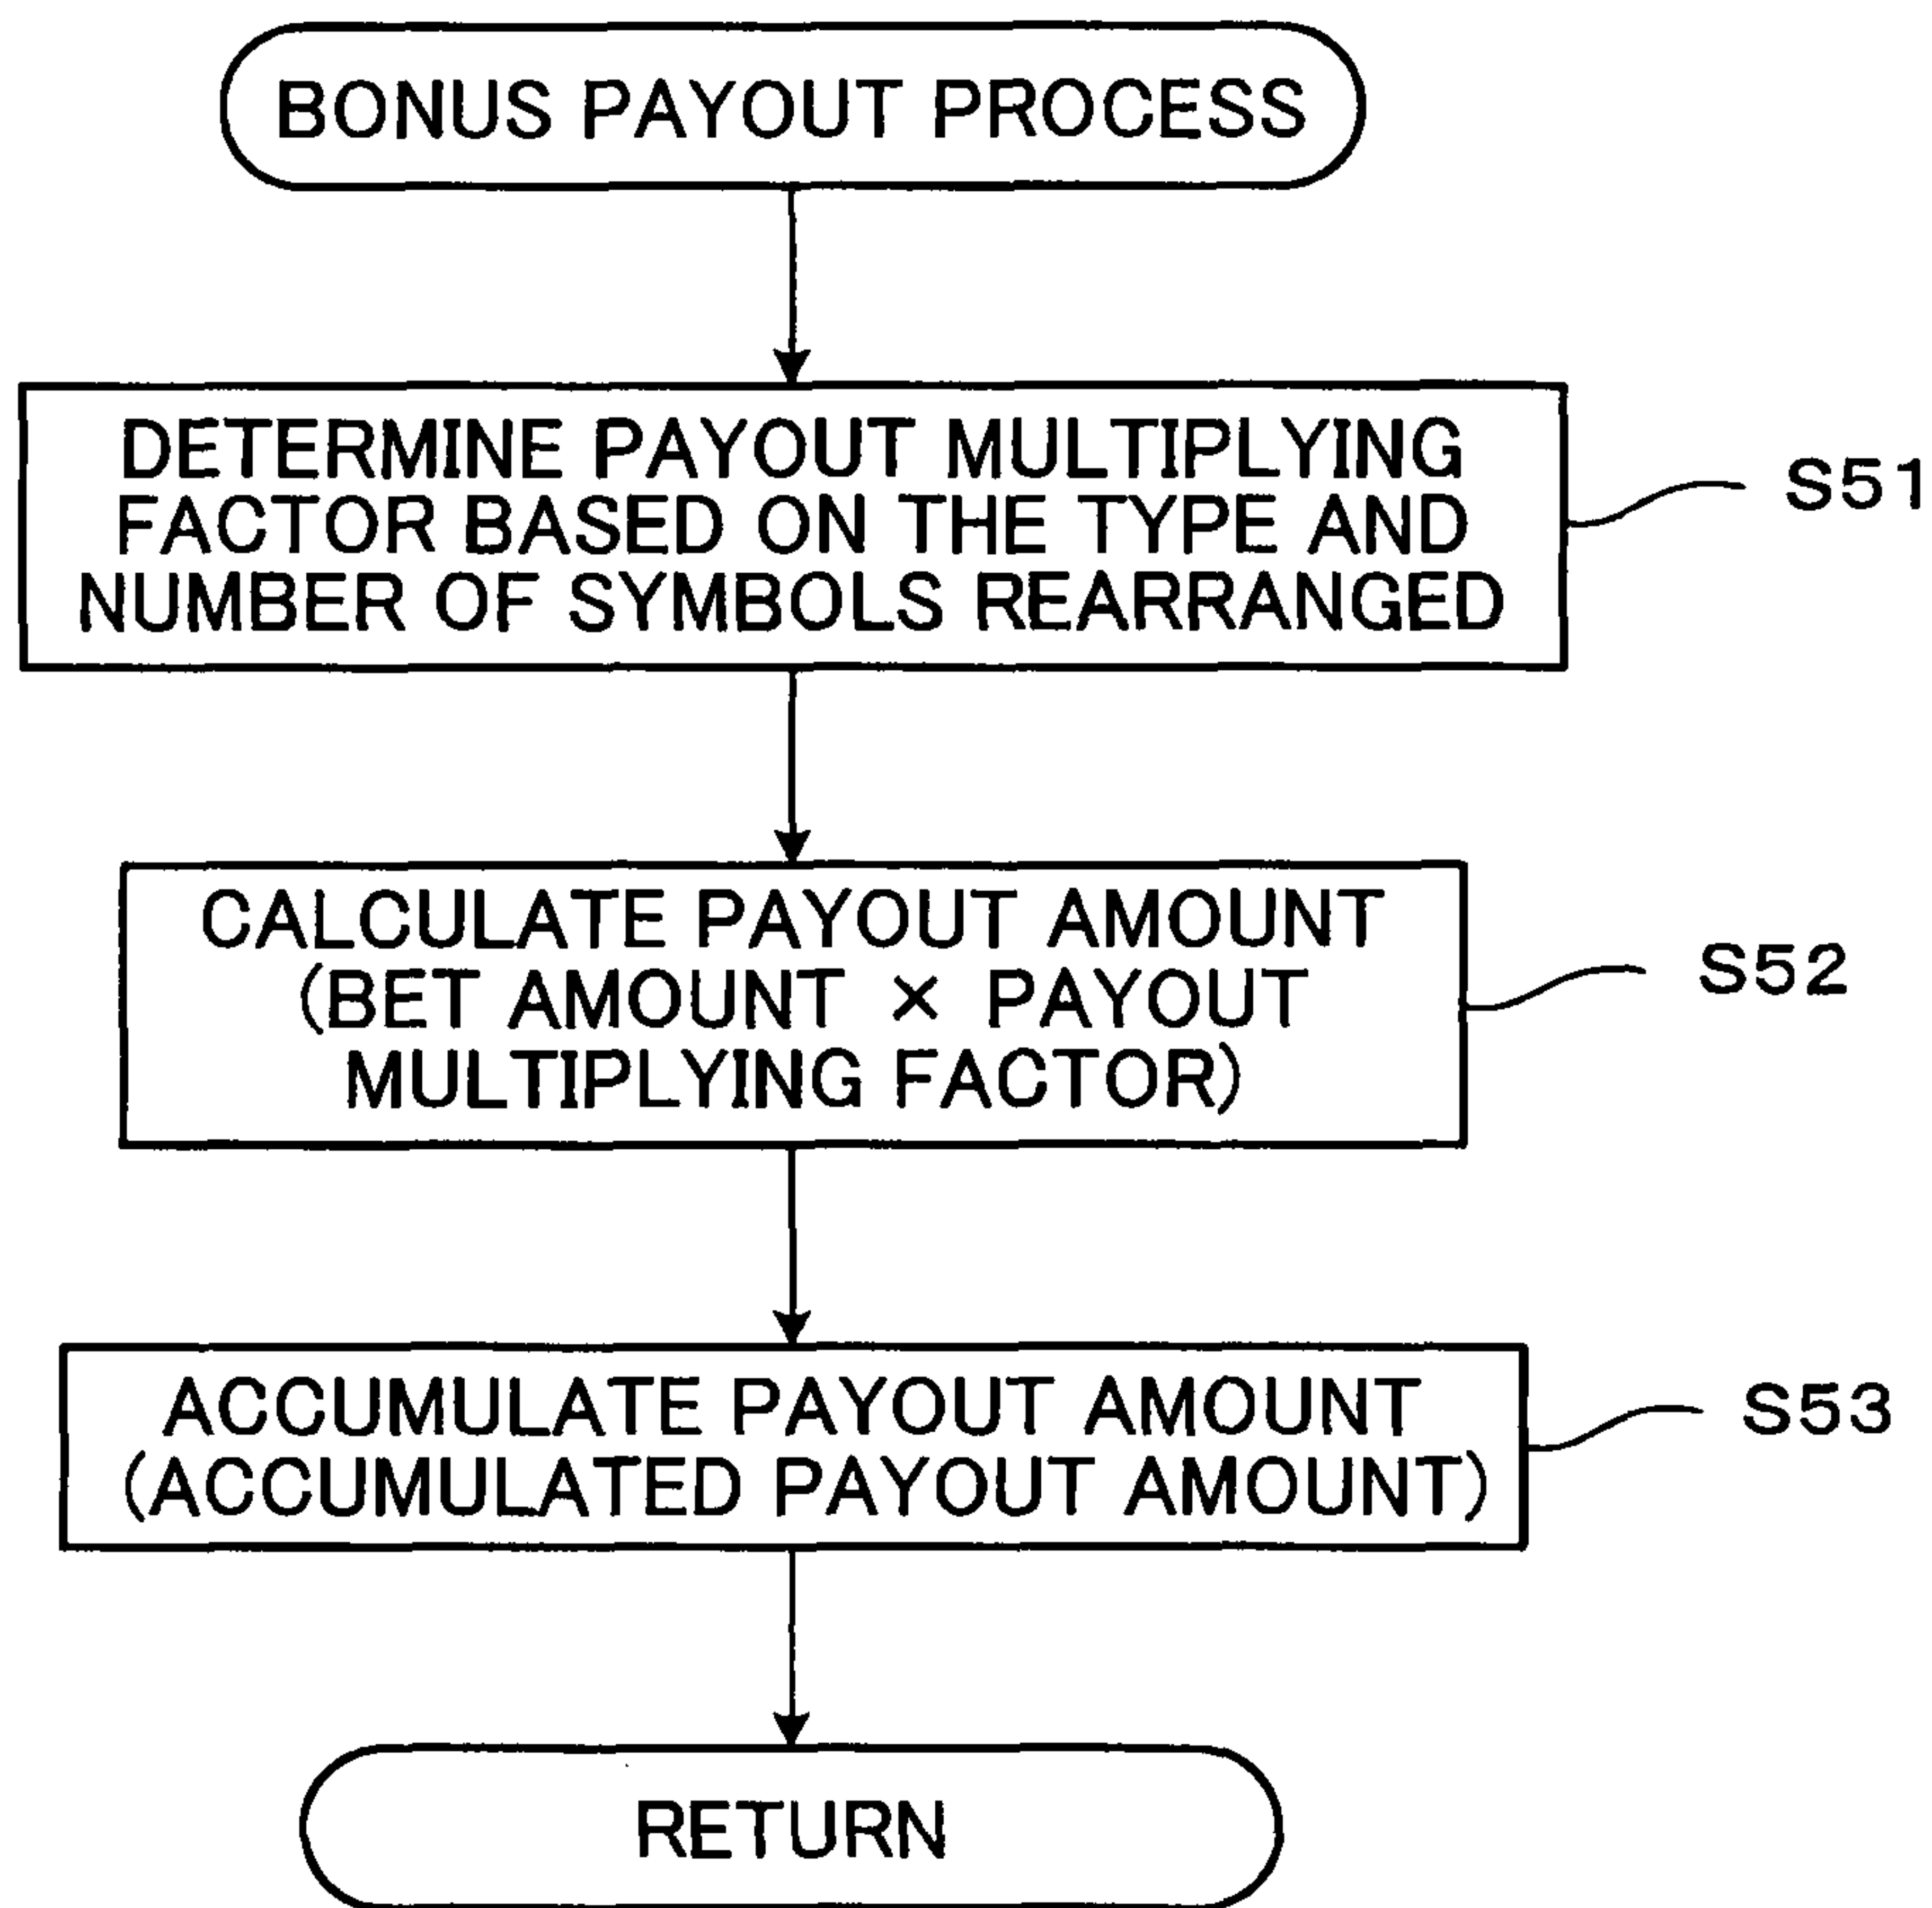 BONUS PAYOUT PROCESS
DETERMINE PAYOUT MULTIPLYING
FACTOR BASED ON THE TYPE AND
NUMBER OF SYMBOLS REARRANGED
S51
CALCULATE PAYOUT AMOUNT
(BET AMOUNT × PAYOUT
MULTIPLYING FACTOR)
S52
ACCUMULATE PAYOUT AMOUNT
(ACCUMULATED PAYOUT AMOUNT)
S53
RETURN